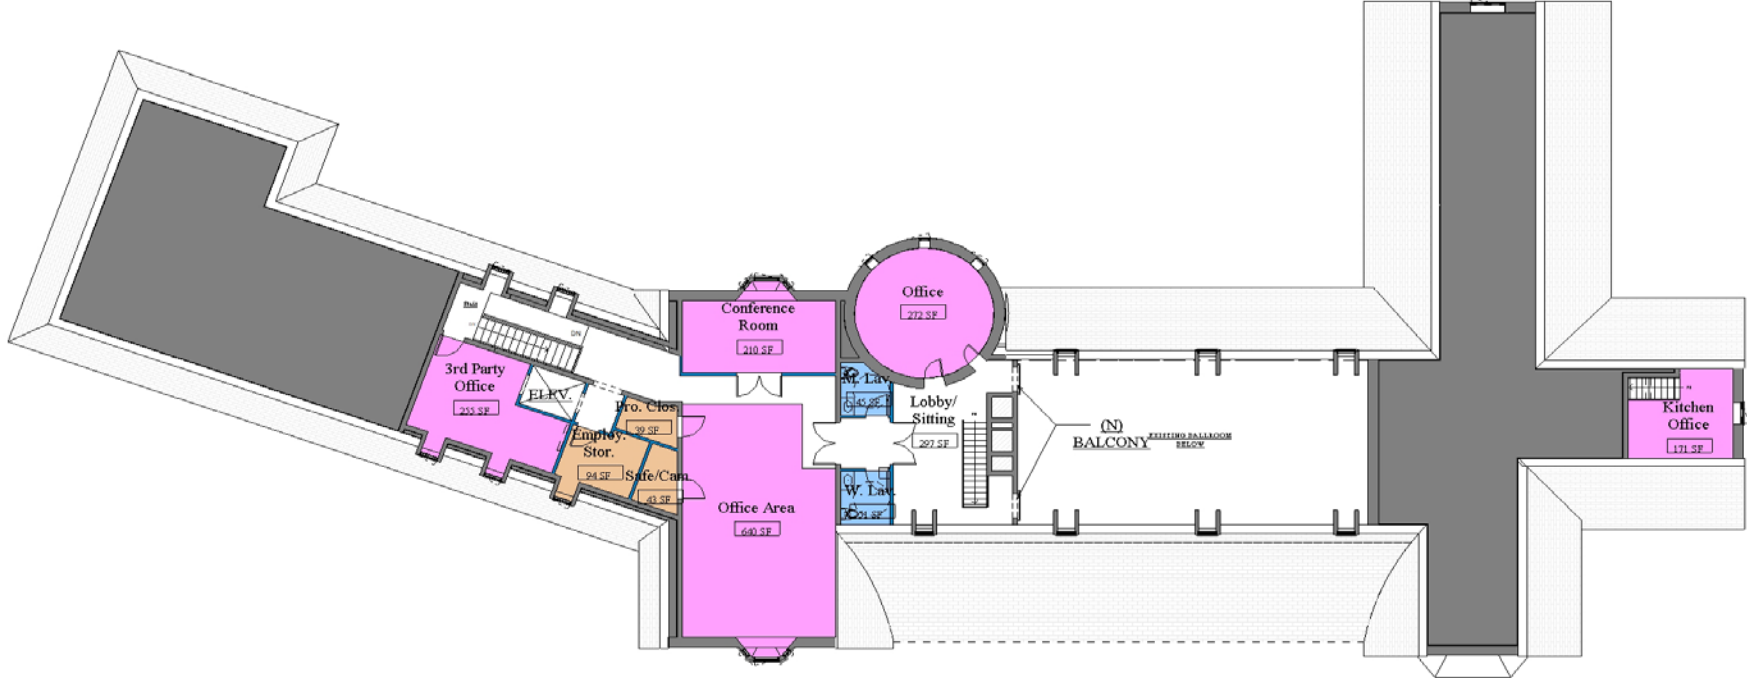 Office
272 SF
Conference
Room
210 SF
DN
3rd Party
Office
255 SF
ELEV.
Pro. Clos.
39 SF
Employ.
Stor.
94 SF
Safe/Cam
43 SF
Office Area
640 SF
M. Lav.
45 SF
W. Lav.
51 SF
Lobby/
Sitting
297 SF
(N)
BALCONY
EXISTING BALLROOM
BELOW
Kitchen
Office
171 SF